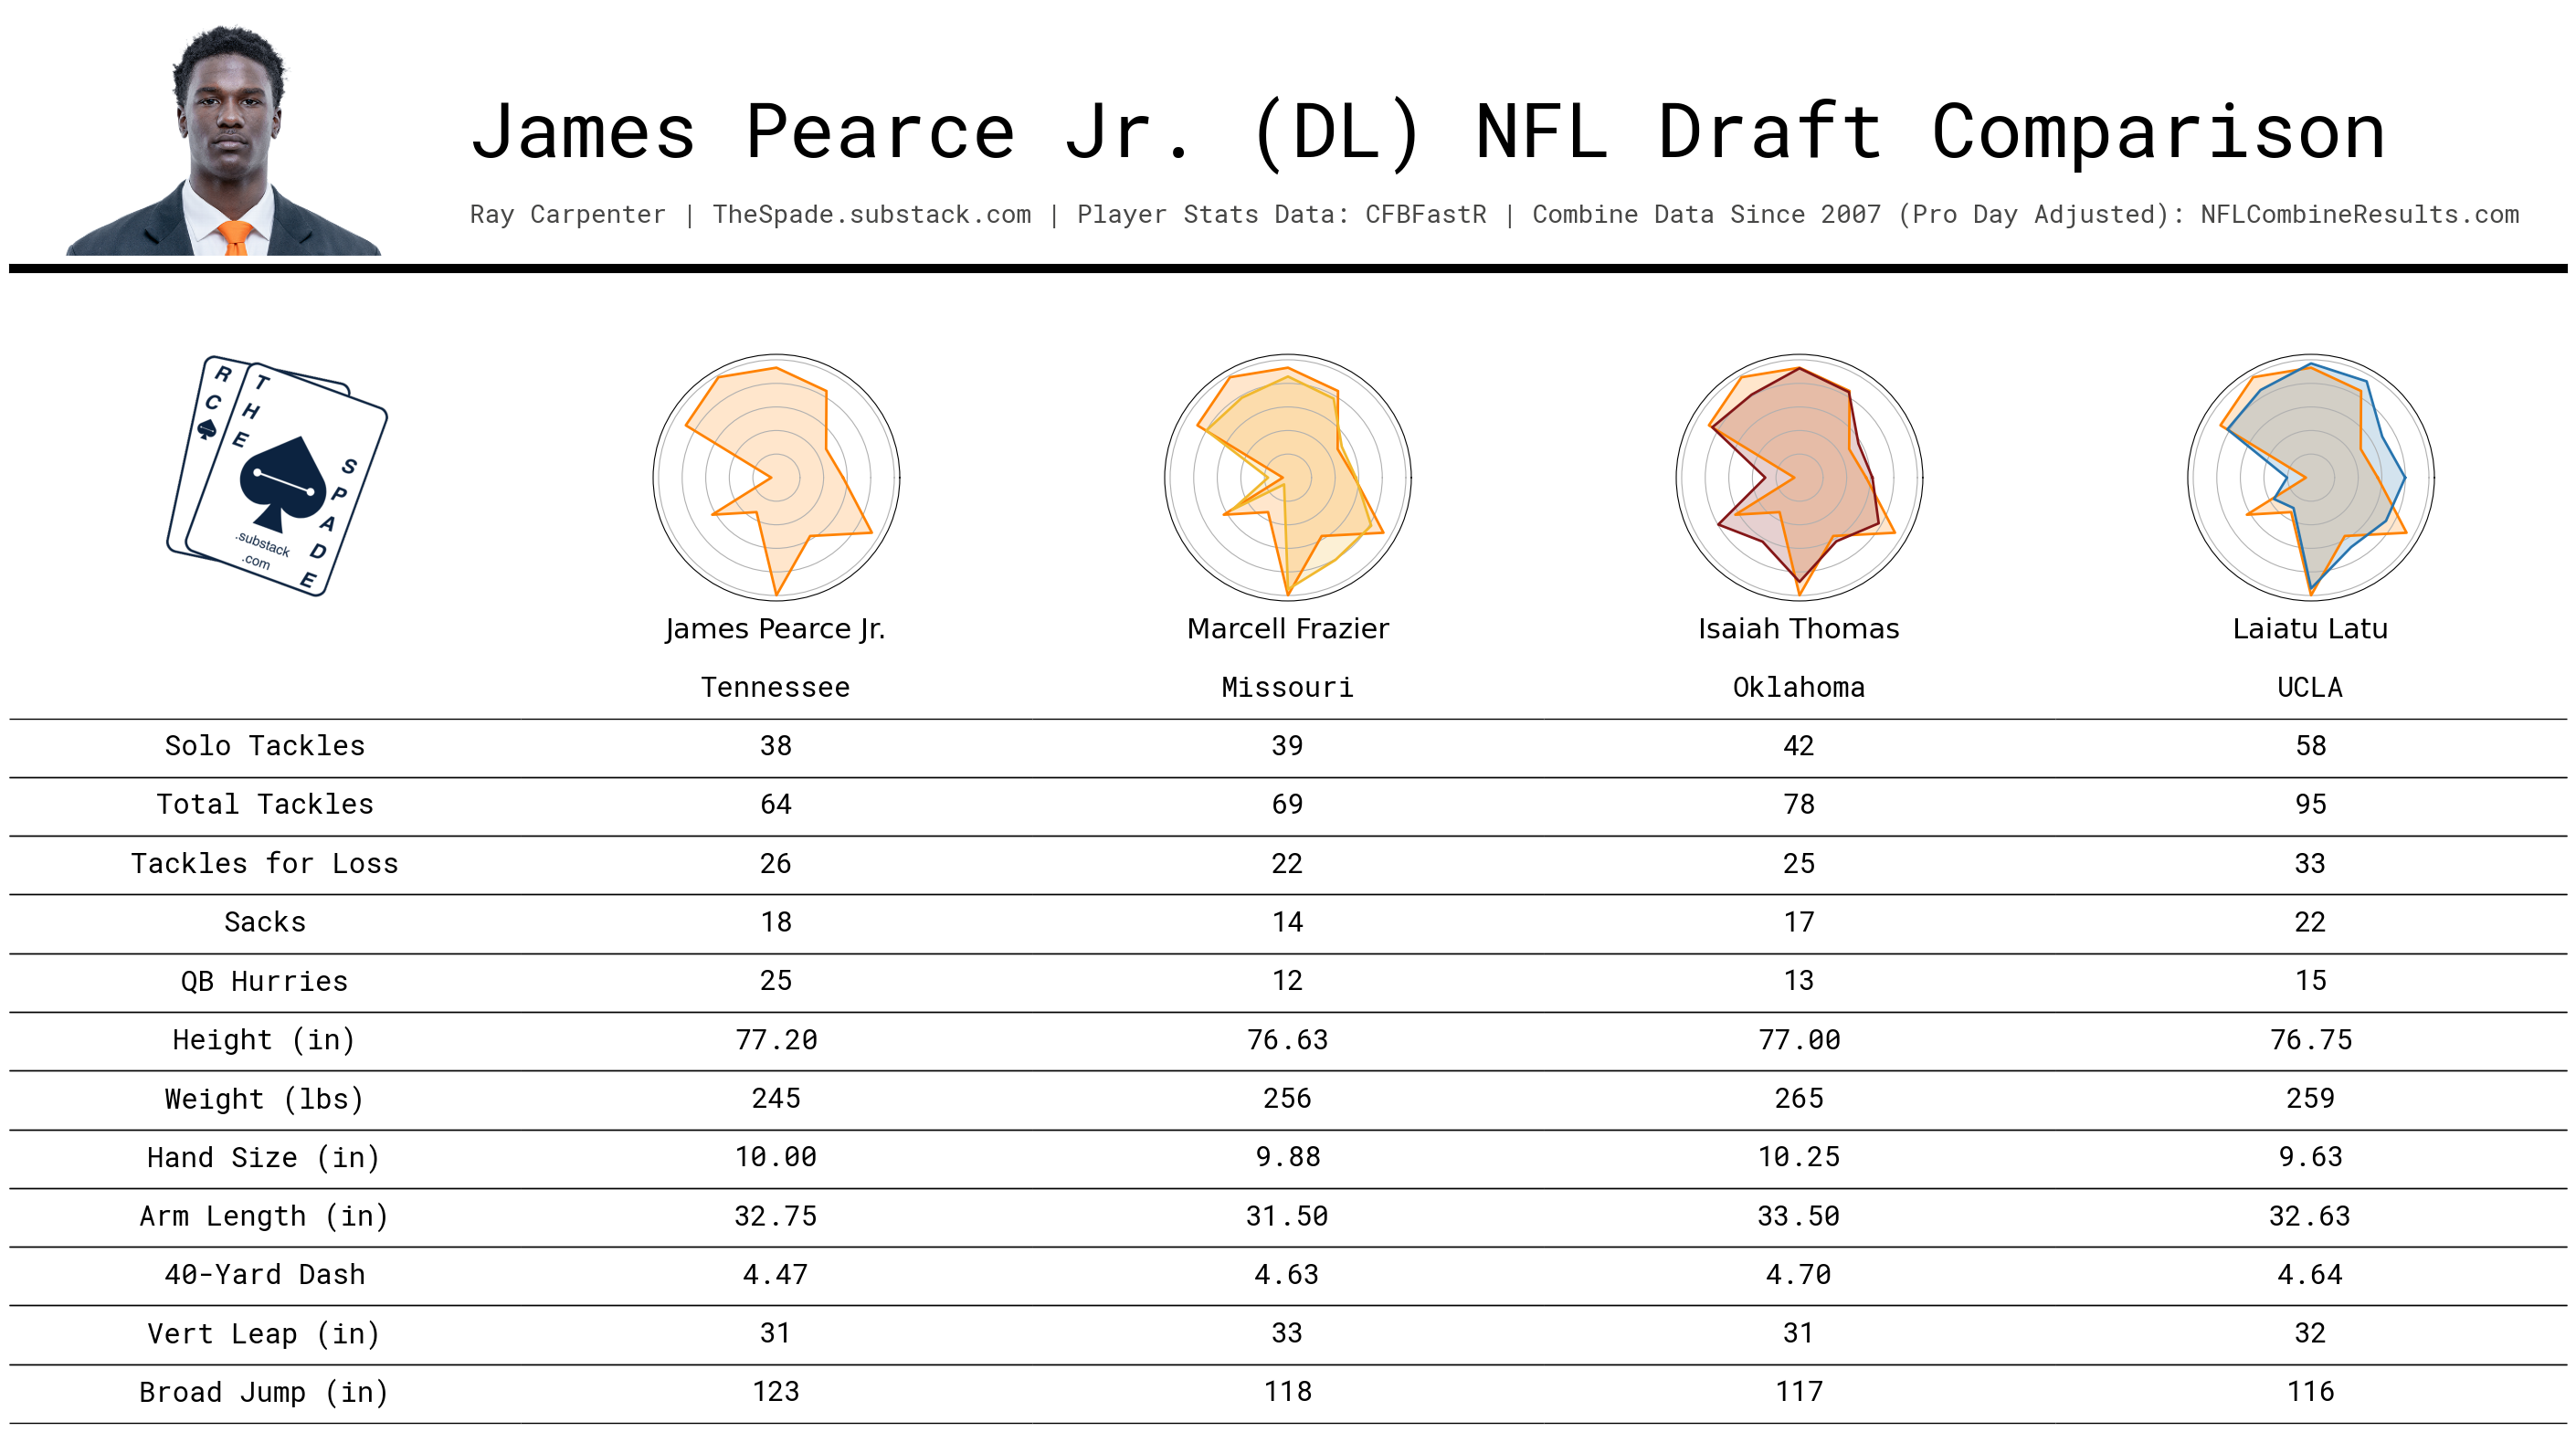 James Pearce Jr. (DL) NFL Draft Comparison
Ray Carpenter | TheSpade.substack.com | Player Stats Data: CFBFastR | Combine Data Since 2007 (Pro Day Adjusted): NFLCombineResults.com
RC
THE
SPADE
.substack
.com
James Pearce Jr. Marcell Frazier Isaiah Thomas Laiatu Latu
Tennessee Missouri Oklahoma UCLA
Solo Tackles 38 39 42 58
Total Tackles 64 69 78 95
Tackles for Loss 26 22 25 33
Sacks 18 14 17 22
QB Hurries 25 12 13 15
Height (in) 77.20 76.63 77.00 76.75
Weight (lbs) 245 256 265 259
Hand Size (in) 10.00 9.88 10.25 9.63
Arm Length (in) 32.75 31.50 33.50 32.63
40-Yard Dash 4.47 4.63 4.70 4.64
Vert Leap (in) 31 33 31 32
Broad Jump (in) 123 118 117 116